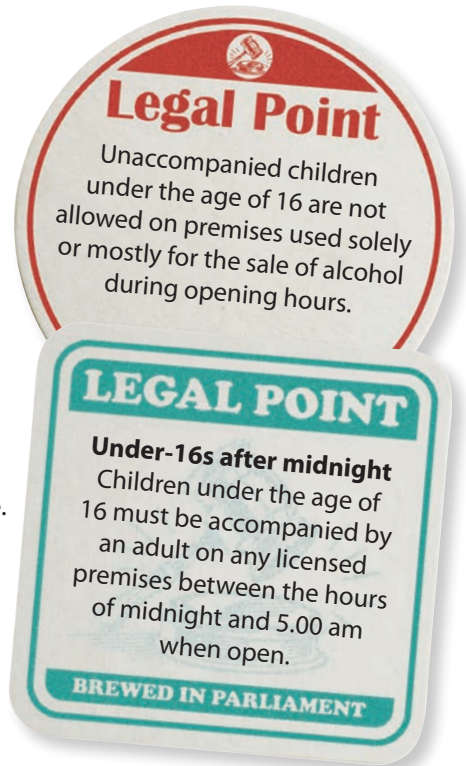 Legal Point
Unaccompanied children
under the age of 16 are not
allowed on premises used solely
or mostly for the sale of alcohol
during opening hours.
LEGAL POINT
Under-16s after midnight
Children under the age of
16 must be accompanied by
an adult on any licensed
premises between the hours
of midnight and 5.00 am
when open.
BREWED IN PARLIAMENT